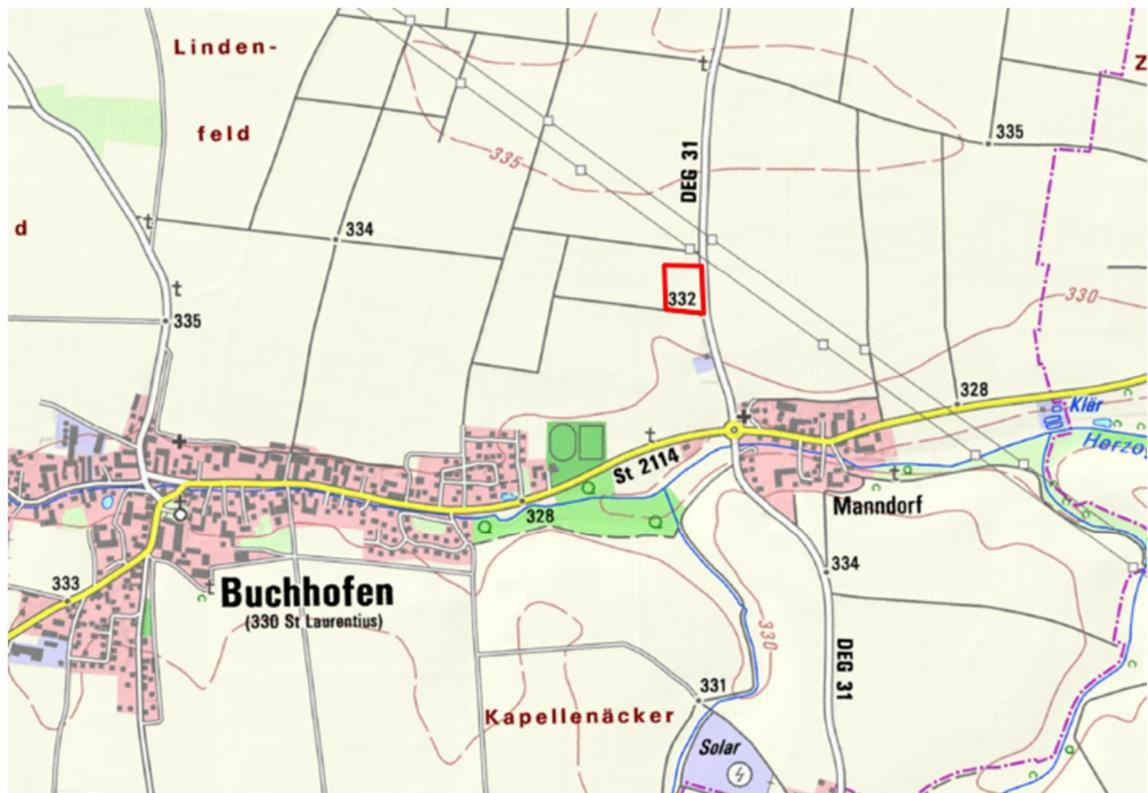 Linden-
feld
Z
335
335
DEG 31
d
334
332
335
330
328
Klär
St 2114
328
Manndorf
333
Buchhofen
(330 St Laurentius)
334
330
DEG 31
331
Kapellenäcker
Solar